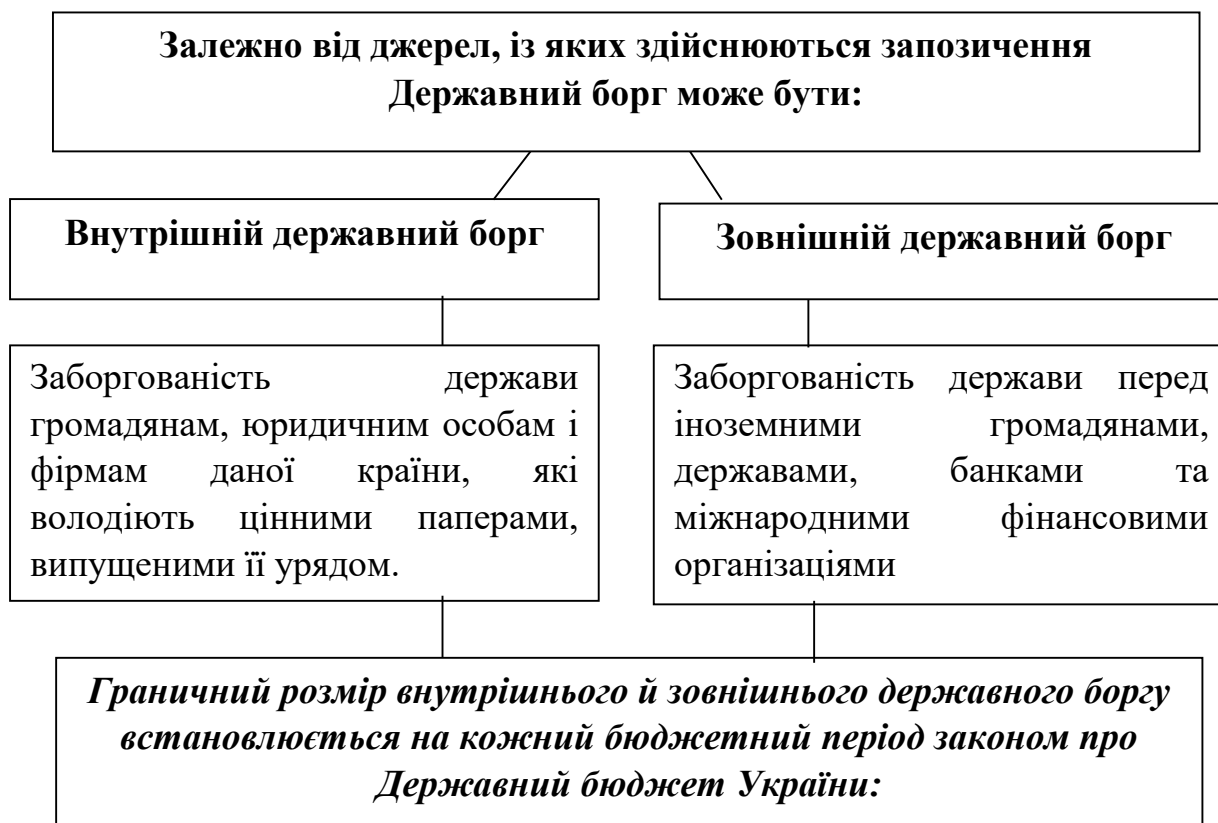 Залежно від джерел, із яких здійснюються запозичення
Державний борг може бути:
Внутрішній державний борг
Зовнішній державний борг
Заборгованість держави
громадянам, юридичним особам і
фірмам даної країни, які
володіють цінними паперами,
випущеними її урядом.
Заборгованість держави перед
іноземними громадянами,
державами, банками та
міжнародними фінансовими
організаціями
Граничний розмір внутрішнього й зовнішнього державного боргу
встановлюється на кожний бюджетний період законом про
Державний бюджет України: